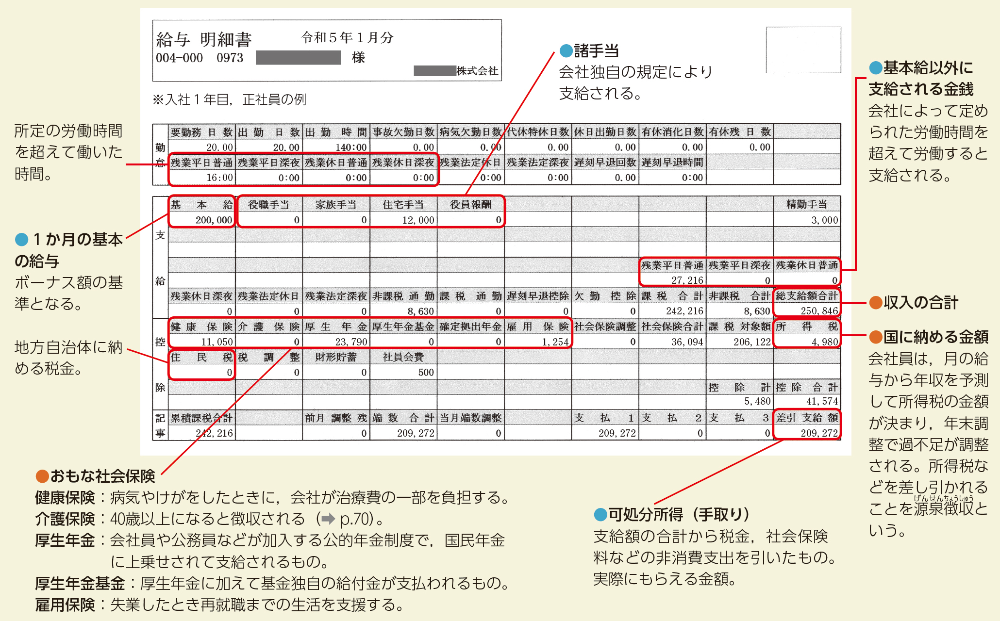 給与 明細書 令和5年1月分
004-000 0973 様
株式会社
※入社1年目，正社員の例
●諸手当
会社独自の規定により
支給される。
●基本給以外に
支給される金銭
会社によって定め
られた労働時間を
超えて労働すると
支給される。
所定の労働時間
を超えて働いた
時間。
勤怠
要勤務日数 出勤日数 出勤時間 事故欠勤日数 病気欠勤日数 代休特休日数 休日出勤日数 有休消化日数 有休残日数
20.00 20.00 140:00 0.00 0.00 0.00 0.00 0.00 0.00
残業平日普通 残業平日深夜 残業休日普通 残業休日深夜 残業法定休日 残業法定深夜 遅刻早退回数 遅刻早退時間
16:00 0:00 0:00 0:00 0:00 0:00 0.00 0:00
支給
基本給 役職手当 家族手当 住宅手当 役員報酬 精勤手当
200,000 0 0 12,000 0 3,000
残業平日普通 残業平日深夜 残業休日普通
27,216 0 0
残業休日深夜 残業法定休日 残業法定深夜 非課税通勤 課税通勤 遅刻早退控除 欠勤控除 課税合計 非課税合計 総支給額合計
0 0 0 8,630 0 0 0 242,216 8,630 250,846
控除
健康保険 介護保険 厚生年金 厚生年金基金 確定拠出年金 雇用保険 社会保険調整 社会保険合計 課税対象額 所得税
11,050 0 23,790 0 0 1,254 0 36,094 206,122 4,980
住民税 税調整 財形貯蓄 社員会費
0 0 0 500
控除計 控除合計
5,480 41,574
記事
累積課税合計 前月調整残 端数合計 当月端数調整 支払1 支払2 支払3 差引支給額
242,216 0 209,272 0 209,272 0 0 209,272
●1か月の基本
の給与
ボーナス額の基
準となる。
地方自治体に納
める税金。
●収入の合計
●国に納める金額
会社員は，月の給
与から年収を予測
して所得税の金額
が決まり，年末調
整で過不足が調整
される。所得税な
どを差し引かれる
げんせんちょうしゅう
ことを源泉徴収と
いう。
●おもな社会保険
健康保険：病気やけがをしたときに，会社が治療費の一部を負担する。
介護保険：40歳以上になると徴収される（➡p.70）。
厚生年金：会社員や公務員などが加入する公的年金制度で，国民年金
に上乗せされて支給されるもの。
厚生年金基金：厚生年金に加えて基金独自の給付金が支払われるもの。
雇用保険：失業したとき再就職までの生活を支援する。
●可処分所得（手取り）
支給額の合計から税金，社会保険
料などの非消費支出を引いたもの。
実際にもらえる金額。